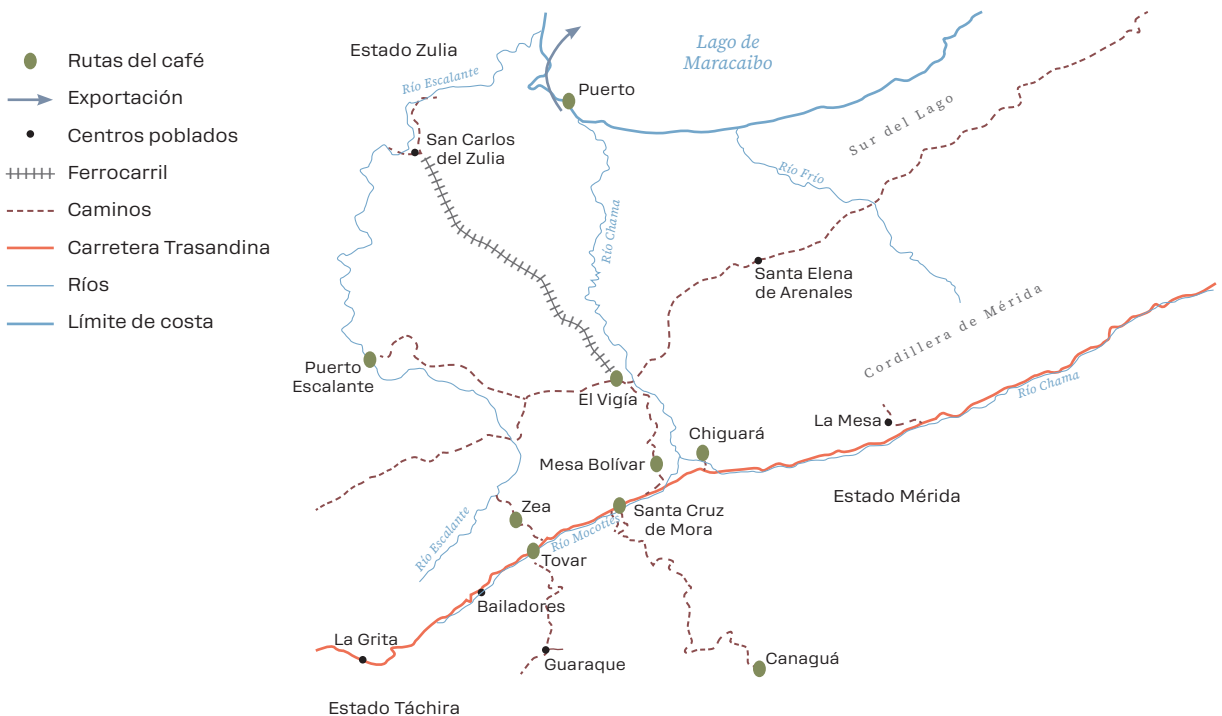 Rutas del café
Exportación
Centros poblados
Ferrocarril
Caminos
Carretera Trasandina
Ríos
Límite de costa
Estado Zulia
Lago de
Maracaibo
Río Escalante
Puerto
Sur del Lago
San Carlos
del Zulia
Río Frío
Río Chama
Santa Elena
de Arenales
Cordillera de Mérida
Puerto
Escalante
El Vigía
Río Chama
La Mesa
Chiguará
Mesa Bolívar
Estado Mérida
Zea
Santa Cruz
de Mora
Río Mocotíes
Río Escalante
Tovar
Bailadores
La Grita
Guaraque
Canaguá
Estado Táchira